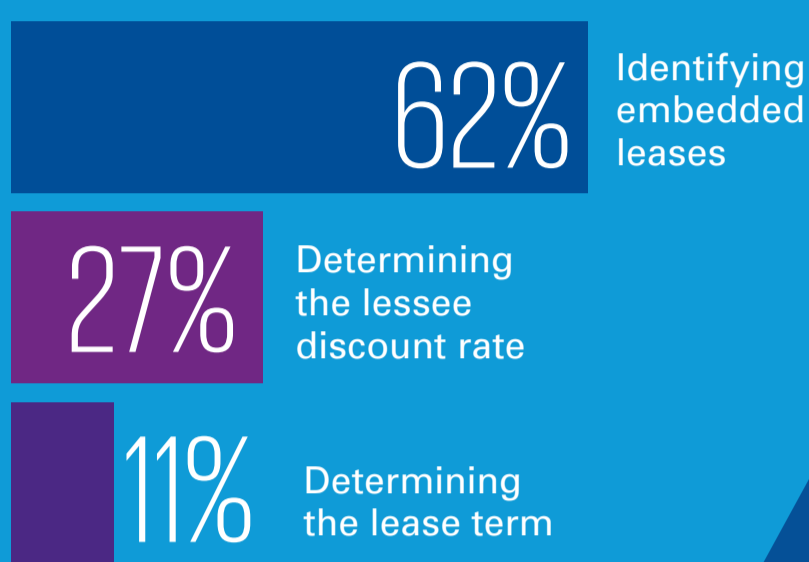 62%
Identifying
embedded
leases
27%
Determining
the lessee
discount rate
11%
Determining
the lease term